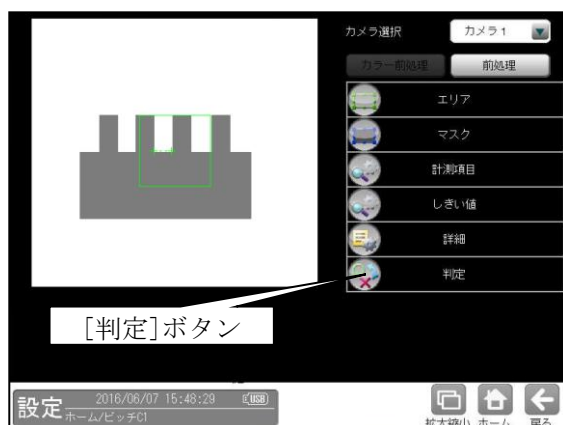 カメラ選択
カメラ1
カラー前処理
前処理
エリア
マスク
計測項目
しきい値
詳細
判定
[判定]ボタン
設定
2016/06/07 15:48:29
USB
ホーム/ピッチC1
拡大縮小
ホーム
戻る